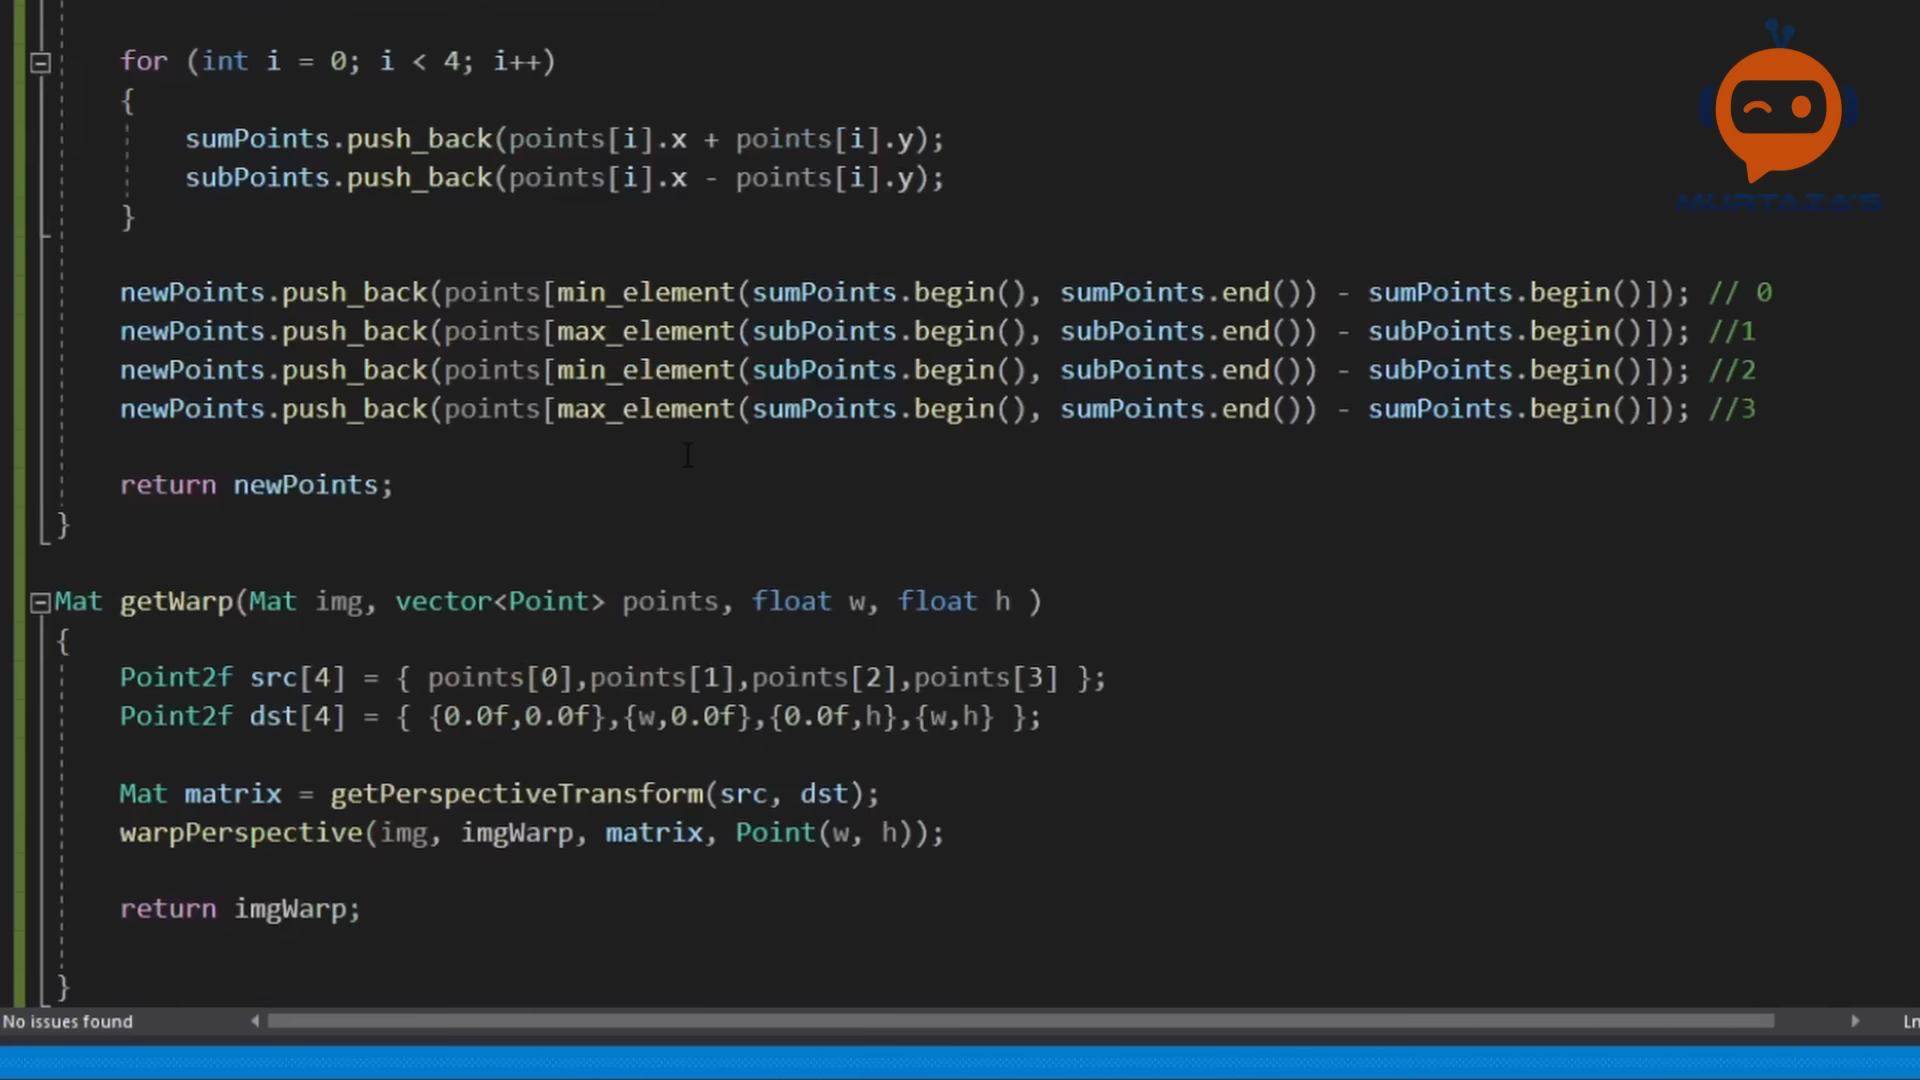 for (int i = 0; i < 4; i++)
{
sumPoints.push_back(points[i].x + points[i].y);
subPoints.push_back(points[i].x - points[i].y);
}
newPoints.push_back(points[min_element(sumPoints.begin(), sumPoints.end()) - sumPoints.begin()]); // 0
newPoints.push_back(points[max_element(subPoints.begin(), subPoints.end()) - subPoints.begin()]); //1
newPoints.push_back(points[min_element(subPoints.begin(), subPoints.end()) - subPoints.begin()]); //2
newPoints.push_back(points[max_element(sumPoints.begin(), sumPoints.end()) - sumPoints.begin()]); //3
return newPoints;
}
Mat getWarp(Mat img, vector<Point> points, float w, float h )
{
Point2f src[4] = { points[0],points[1],points[2],points[3] };
Point2f dst[4] = { {0.0f,0.0f},{w,0.0f},{0.0f,h},{w,h} };
Mat matrix = getPerspectiveTransform(src, dst);
warpPerspective(img, imgWarp, matrix, Point(w, h));
return imgWarp;
}
No issues found
Ln
MURTAZA'S